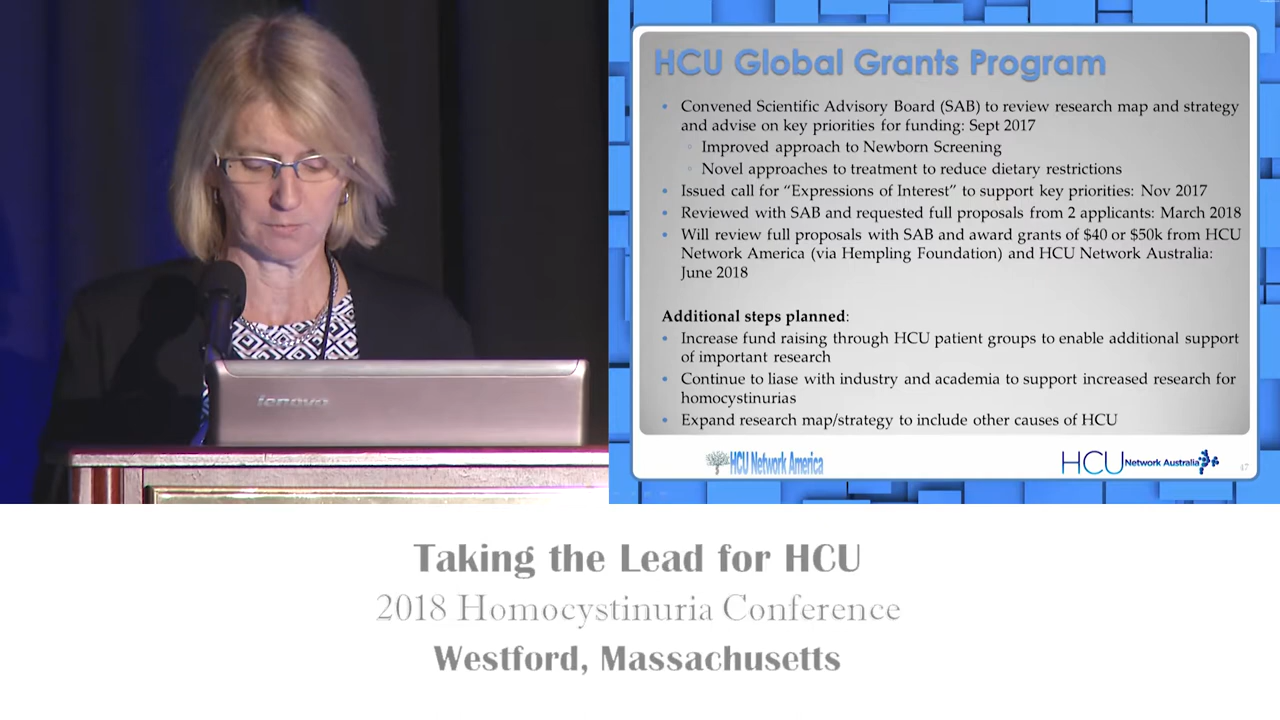 HCU Global Grants Program
• Convened Scientific Advisory Board (SAB) to review research map and strategy
and advise on key priorities for funding: Sept 2017
◦ Improved approach to Newborn Screening
◦ Novel approaches to treatment to reduce dietary restrictions
• Issued call for “Expressions of Interest” to support key priorities: Nov 2017
• Reviewed with SAB and requested full proposals from 2 applicants: March 2018
• Will review full proposals with SAB and award grants of $40 or $50k from HCU
Network America (via Hempling Foundation) and HCU Network Australia:
June 2018
Additional steps planned:
• Increase fund raising through HCU patient groups to enable additional support
of important research
• Continue to liase with industry and academia to support increased research for
homocystinurias
• Expand research map/strategy to include other causes of HCU
HCU Network America
HCU Network Australia
47
lenovo
Taking the Lead for HCU
2018 Homocystinuria Conference
Westford, Massachusetts